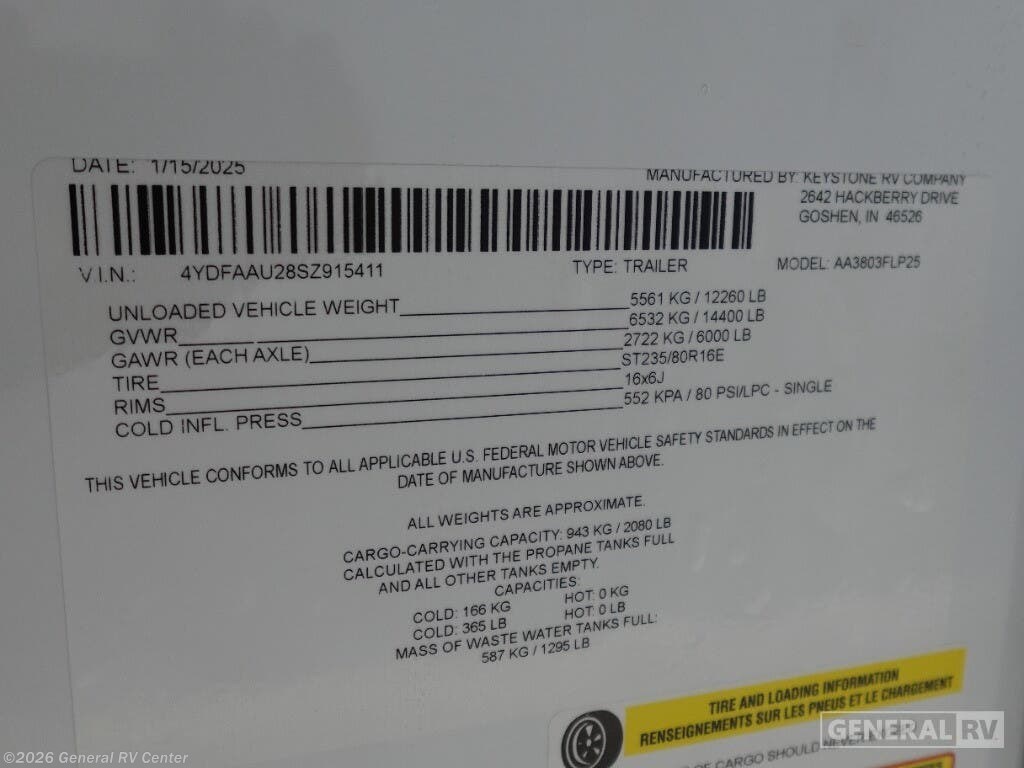 DATE: 1/15/2025
MANUFACTURED BY: KEYSTONE RV COMPANY
2642 HACKBERRY DRIVE
GOSHEN, IN 46526
V.I.N.: 4YDFAAU28SZ915411 TYPE: TRAILER MODEL: AA3803FLP25
UNLOADED VEHICLE WEIGHT 5561 KG / 12260 LB
GVWR 6532 KG / 14400 LB
GAWR (EACH AXLE) 2722 KG / 6000 LB
TIRE ST235/80R16E
RIMS 16x6J
COLD INFL. PRESS 552 KPA / 80 PSI/LPC - SINGLE
THIS VEHICLE CONFORMS TO ALL APPLICABLE U.S. FEDERAL MOTOR VEHICLE SAFETY STANDARDS IN EFFECT ON THE
DATE OF MANUFACTURE SHOWN ABOVE.
ALL WEIGHTS ARE APPROXIMATE.
CARGO-CARRYING CAPACITY: 943 KG / 2080 LB
CALCULATED WITH THE PROPANE TANKS FULL
AND ALL OTHER TANKS EMPTY.
CAPACITIES:
COLD: 166 KG HOT: 0 KG
COLD: 365 LB HOT: 0 LB
MASS OF WASTE WATER TANKS FULL:
587 KG / 1295 LB
TIRE AND LOADING INFORMATION
RENSEIGNEMENTS SUR LES PNEUS ET LE CHARGEMENT
OF CARGO SHOULD NEVER
GENERAL RV
©2026 General RV Center